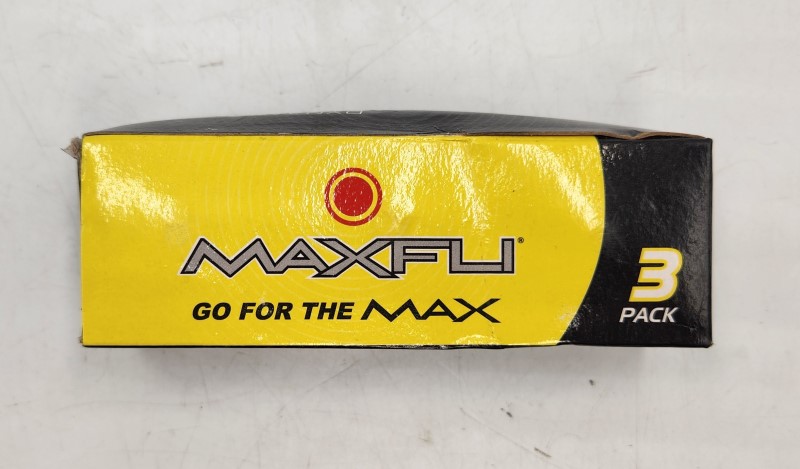 MAXFLI®
GO FOR THE MAX
3
PACK